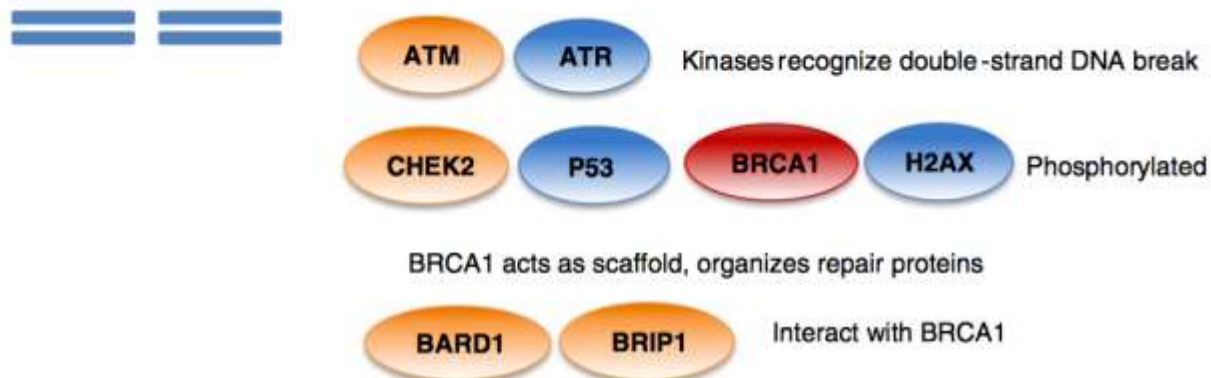 ATM ATR Kinases recognize double-strand DNA break
CHEK2 P53 BRCA1 H2AX Phosphorylated
BRCA1 acts as scaffold, organizes repair proteins
BARD1 BRIP1 Interact with BRCA1